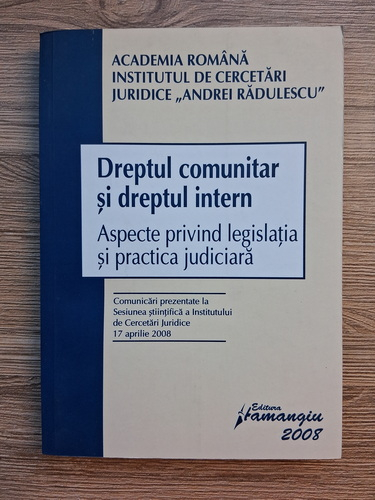 ACADEMIA ROMÂNĂ
INSTITUTUL DE CERCETĂRI
JURIDICE „ANDREI RĂDULESCU”
Dreptul comunitar
și dreptul intern
Aspecte privind legislația
și practica judiciară
Comunicări prezentate la
Sesiunea științifică a Institutului
de Cercetări Juridice
17 aprilie 2008
Editura
Hamangiu
2008